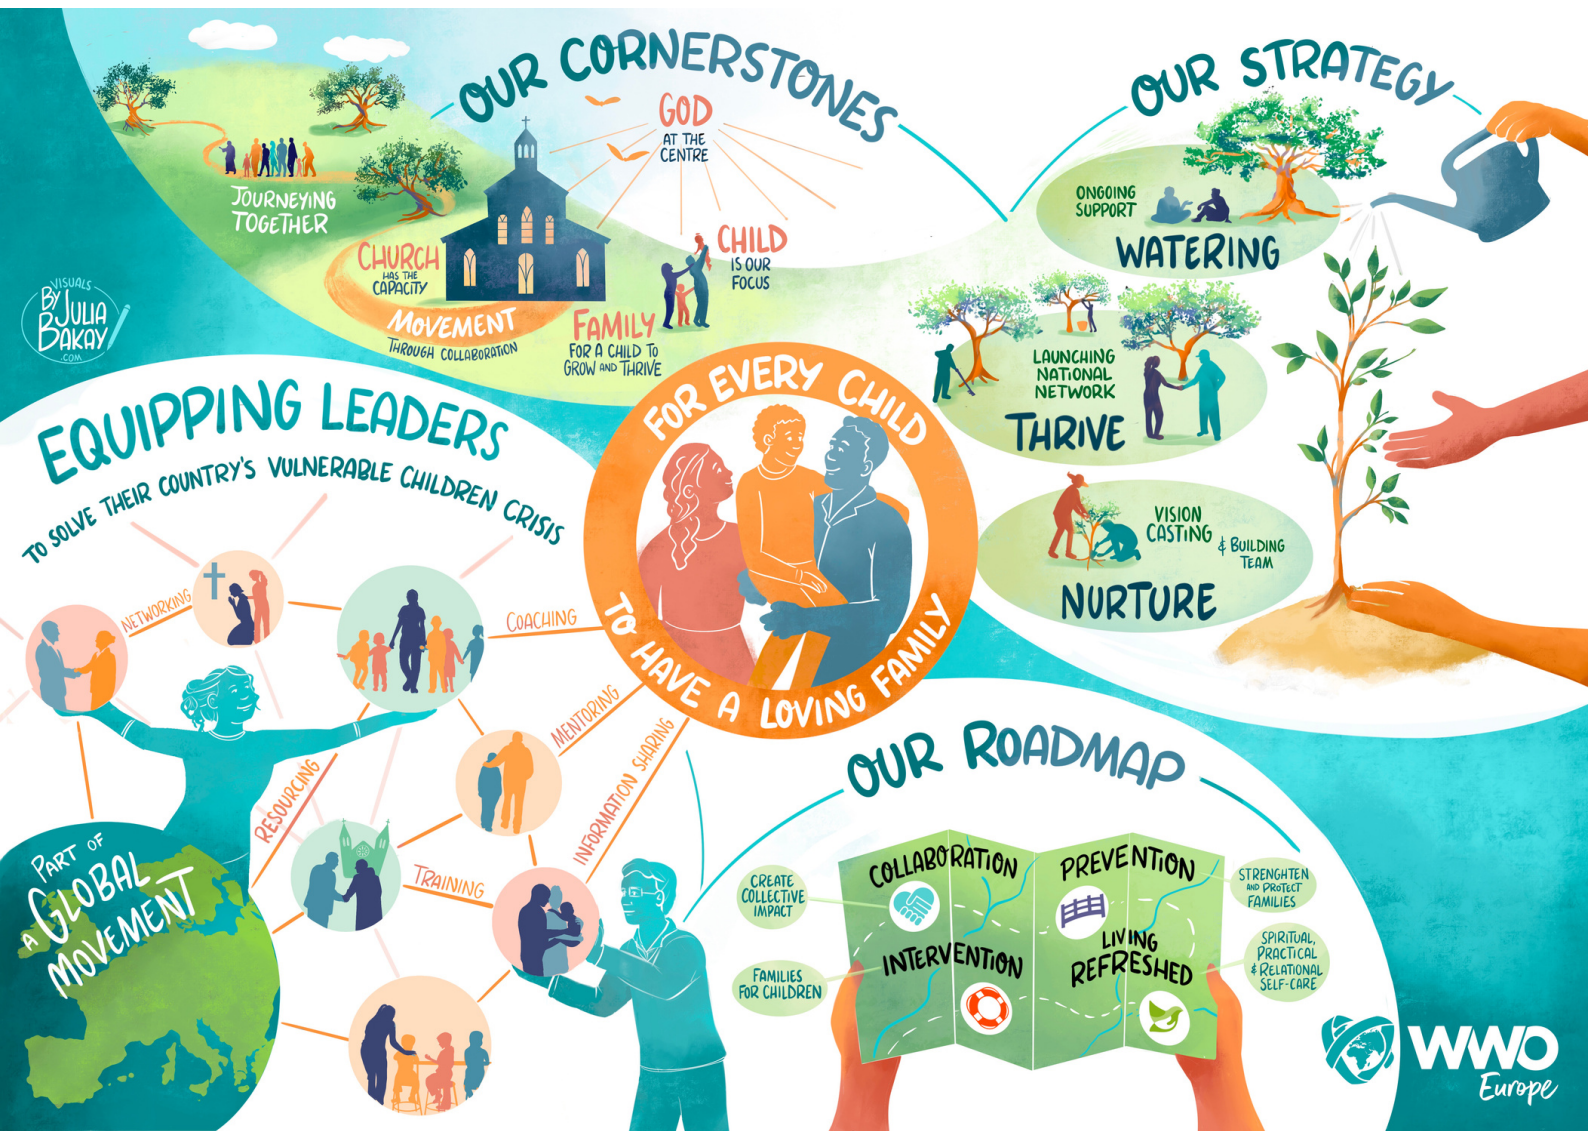 OUR CORNERSTONES
GOD
AT THE
CENTRE
JOURNEYING
TOGETHER
CHURCH
HAS THE
CAPACITY
MOVEMENT
THROUGH COLLABORATION
FAMILY
FOR A CHILD TO
GROW AND THRIVE
CHILD
IS OUR
FOCUS
OUR STRATEGY
ONGOING
SUPPORT
WATERING
LAUNCHING
NATIONAL
NETWORK
THRIVE
VISION
CASTING
& BUILDING
TEAM
NURTURE
VISUALS
BY JULIA
BAKAY
.COM
FOR EVERY CHILD
TO HAVE A LOVING FAMILY
EQUIPPING LEADERS
TO SOLVE THEIR COUNTRY'S VULNERABLE CHILDREN CRISIS
NETWORKING
COACHING
MENTORING
INFORMATION SHARING
RESOURCING
TRAINING
PART OF
A GLOBAL
MOVEMENT
OUR ROADMAP
COLLABORATION
CREATE
COLLECTIVE
IMPACT
INTERVENTION
FAMILIES
FOR CHILDREN
PREVENTION
STRENGHTEN
AND PROTECT
FAMILIES
LIVING
REFRESHED
SPIRITUAL,
PRACTICAL
& RELATIONAL
SELF-CARE
WWO
Europe